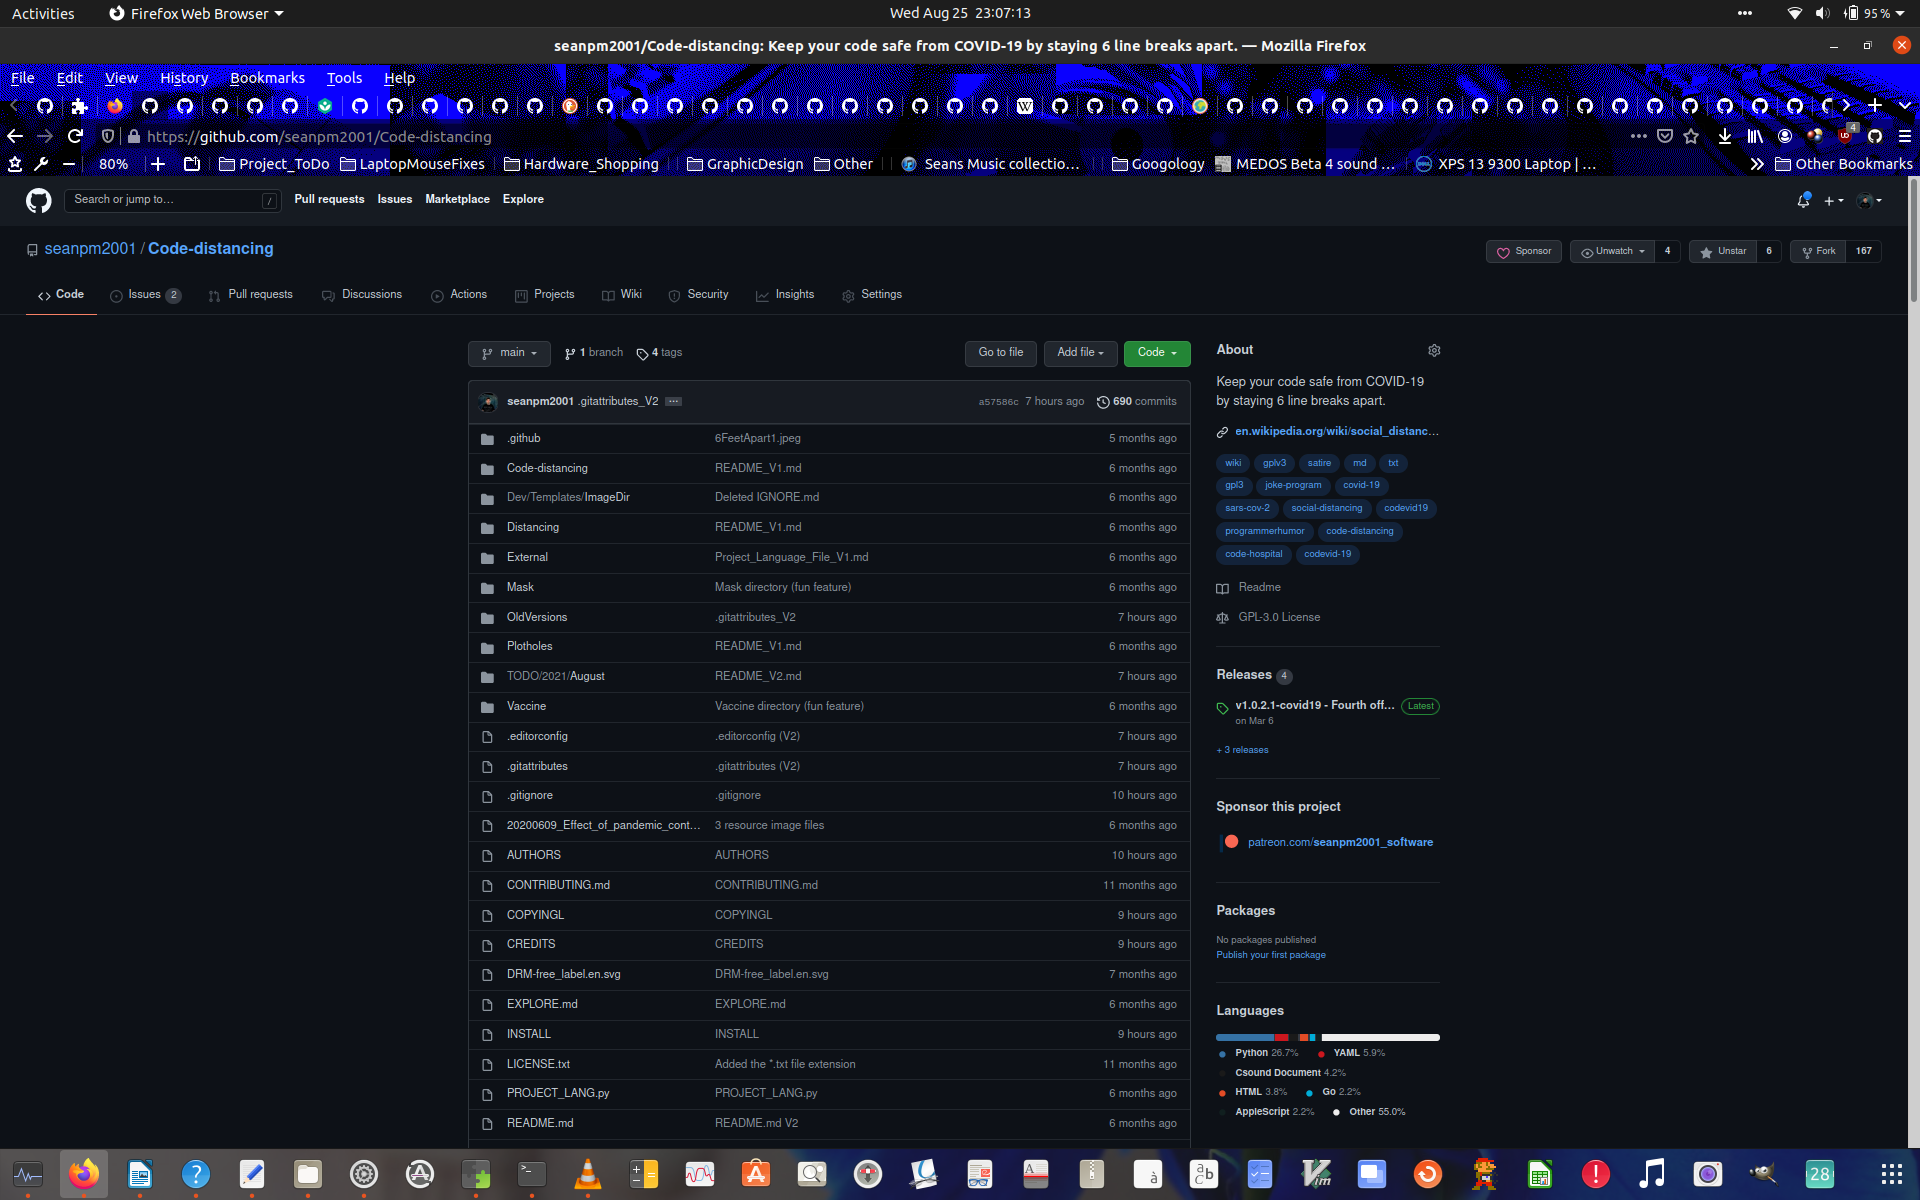 Activities Firefox Web Browser Wed Aug 25 23:07:13 95 %
seanpm2001/Code-distancing: Keep your code safe from COVID-19 by staying 6 line breaks apart. — Mozilla Firefox
File Edit View History Bookmarks Tools Help
https://github.com/seanpm2001/Code-distancing 4
80% Project_ToDo LaptopMouseFixes Hardware_Shopping GraphicDesign Other Seans Music collectio… Googology MEDOS Beta 4 sound … XPS 13 9300 Laptop | … Other Bookmarks
Search or jump to… / Pull requests Issues Marketplace Explore
seanpm2001 / Code-distancing Sponsor Unwatch 4 Unstar 6 Fork 167
Code Issues 2 Pull requests Discussions Actions Projects Wiki Security Insights Settings
main 1 branch 4 tags Go to file Add file Code
seanpm2001 .gitattributes_V2 … a57586c 7 hours ago 690 commits
.github 6FeetApart1.jpeg 5 months ago
Code-distancing README_V1.md 6 months ago
Dev/Templates/ImageDir Deleted IGNORE.md 6 months ago
Distancing README_V1.md 6 months ago
External Project_Language_File_V1.md 6 months ago
Mask Mask directory (fun feature) 6 months ago
OldVersions .gitattributes_V2 7 hours ago
Plotholes README_V1.md 6 months ago
TODO/2021/August README_V2.md 7 hours ago
Vaccine Vaccine directory (fun feature) 6 months ago
.editorconfig .editorconfig (V2) 7 hours ago
.gitattributes .gitattributes (V2) 7 hours ago
.gitignore .gitignore 10 hours ago
20200609_Effect_of_pandemic_cont… 3 resource image files 6 months ago
AUTHORS AUTHORS 10 hours ago
CONTRIBUTING.md CONTRIBUTING.md 11 months ago
COPYINGL COPYINGL 9 hours ago
CREDITS CREDITS 9 hours ago
DRM-free_label.en.svg DRM-free_label.en.svg 7 months ago
EXPLORE.md EXPLORE.md 6 months ago
INSTALL INSTALL 9 hours ago
LICENSE.txt Added the *.txt file extension 11 months ago
PROJECT_LANG.py PROJECT_LANG.py 6 months ago
README.md README.md V2 6 months ago
About
Keep your code safe from COVID-19
by staying 6 line breaks apart.
en.wikipedia.org/wiki/social_distanc…
wiki gplv3 satire md txt
gpl3 joke-program covid-19
sars-cov-2 social-distancing codevid19
programmerhumor code-distancing
code-hospital codevid-19
Readme
GPL-3.0 License
Releases 4
v1.0.2.1-covid19 - Fourth off… Latest
on Mar 6
+ 3 releases
Sponsor this project
patreon.com/seanpm2001_software
Packages
No packages published
Publish your first package
Languages
Python 26.7% YAML 5.9%
Csound Document 4.2%
HTML 3.8% Go 2.2%
AppleScript 2.2% Other 55.0%
28